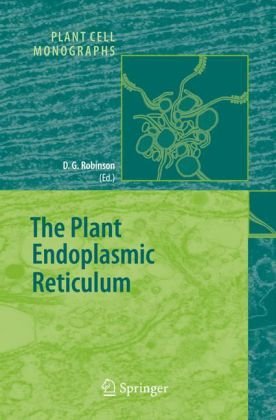 PLANT CELL
MONOGRAPHS
D. G. Robinson
(Ed.)
The Plant
Endoplasmic
Reticulum
Springer